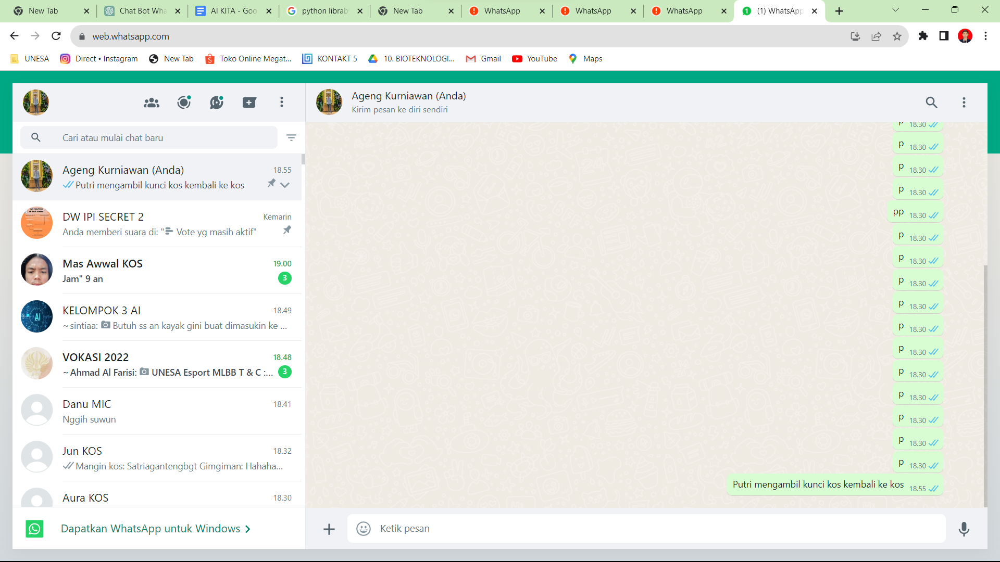 New Tab
Chat Bot Wha
AI KITA - Goo
python librab
New Tab
WhatsApp
WhatsApp
WhatsApp
(1) WhatsApp
web.whatsapp.com
UNESA
Direct • Instagram
New Tab
Toko Online Megat...
KONTAKT 5
10. BIOTEKNOLOGI...
Gmail
YouTube
Maps
Cari atau mulai chat baru
Ageng Kurniawan (Anda)
18.55
Putri mengambil kunci kos kembali ke kos
DW IPI SECRET 2
Kemarin
Anda memberi suara di: " Vote yg masih aktif"
Mas Awwal KOS
19.00
Jam" 9 an
3
AI
KELOMPOK 3 AI
18.49
~ sintiaa: Butuh ss an kayak gini buat dimasukin ke ...
VOKASI 2022
18.48
~ Ahmad Al Farisi: UNESA Esport MLBB T & C :...
3
Danu MIC
18.41
Nggih suwun
Jun KOS
18.32
Mangin kos: Satriagantengbgt Gimgiman: Hahaha...
Aura KOS
18.30
Dapatkan WhatsApp untuk Windows
Ageng Kurniawan (Anda)
Kirim pesan ke diri sendiri
p 18.30
p 18.30
p 18.30
p 18.30
pp 18.30
p 18.30
p 18.30
p 18.30
p 18.30
p 18.30
p 18.30
p 18.30
p 18.30
p 18.30
p 18.30
p 18.30
Putri mengambil kunci kos kembali ke kos 18.55
Ketik pesan